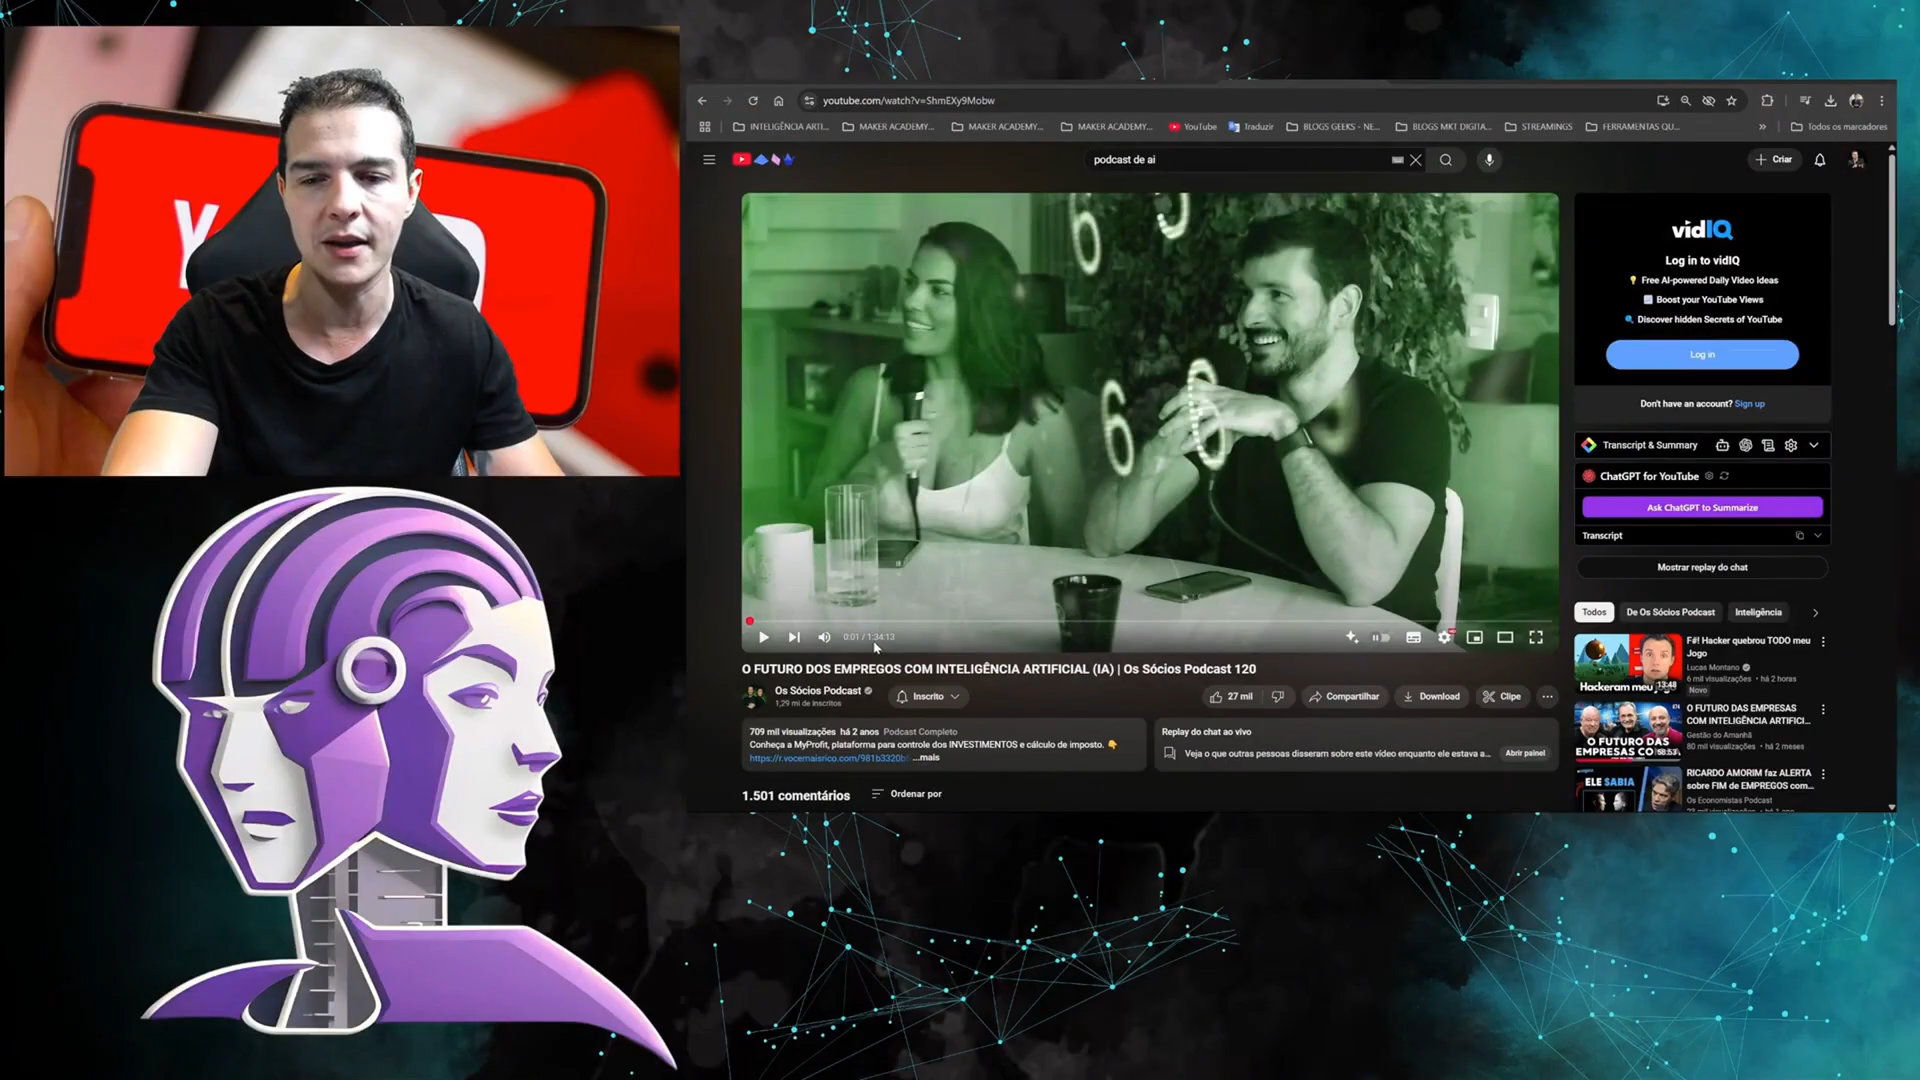 youtube.com/watch?v=ShmEXy9Mobw
INTELIGÊNCIA ARTI...
MAKER ACADEMY...
MAKER ACADEMY...
MAKER ACADEMY...
YouTube
Traduzir
BLOGS GEEKS - NE...
BLOGS MKT DIGITA...
STREAMINGS
FERRAMENTAS QU...
Todos os marcadores
podcast de ai
Criar
vidIQ
Log in to vidIQ
Free AI-powered Daily Video Ideas
Boost your YouTube Views
Discover hidden Secrets of YouTube
Log in
Don't have an account? Sign up
Transcript & Summary
ChatGPT for YouTube
Ask ChatGPT to Summarize
Transcript
Mostrar replay do chat
Todos
De Os Sócios Podcast
Inteligência
0:01 / 1:34:13
O FUTURO DOS EMPREGOS COM INTELIGÊNCIA ARTIFICIAL (IA) | Os Sócios Podcast 120
Os Sócios Podcast
1,29 mi de inscritos
Inscrito
27 mil
Compartilhar
Download
Clipe
709 mil visualizações há 2 anos Podcast Completo
Conheça a MyProfit, plataforma para controle dos INVESTIMENTOS e cálculo de imposto.
...mais
Replay do chat ao vivo
Veja o que outras pessoas disseram sobre este vídeo enquanto ele estava a...
Abrir painel
1.501 comentários
Ordenar por
F#! Hacker quebrou TODO meu
Jogo
Lucas Montano
6 mil visualizações • há 2 horas
Novo
Hackeram meu
13:48
O FUTURO DAS EMPRESAS
COM INTELIGÊNCIA ARTIFICI...
Gestão do Amanhã
80 mil visualizações • há 2 meses
O FUTURO DAS
EMPRESAS CO
58:53
RICARDO AMORIM faz ALERTA
sobre FIM de EMPREGOS com...
Os Economistas Podcast
ELE SABIA